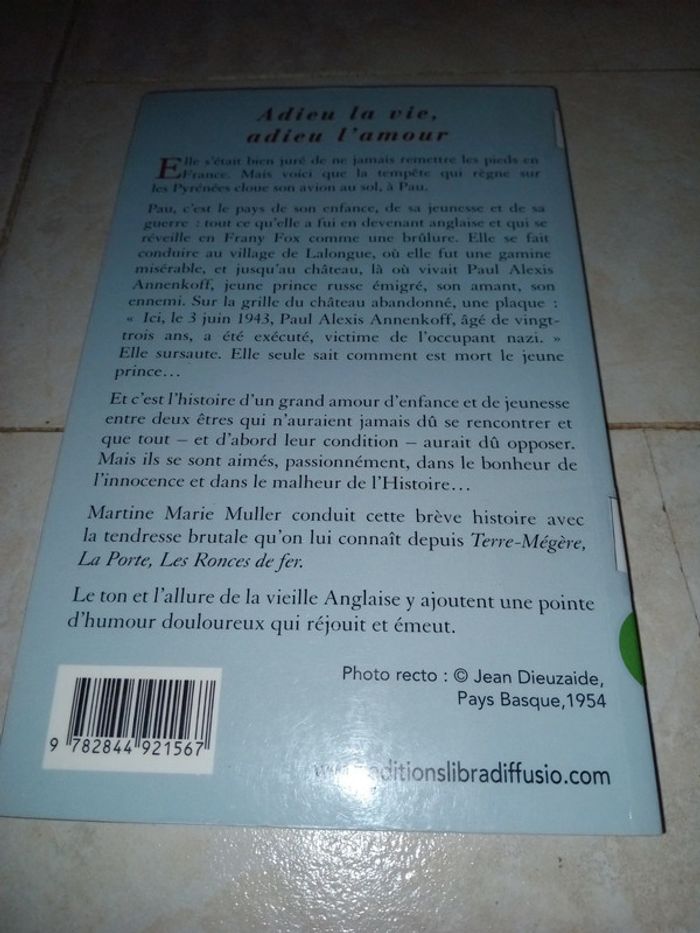 Adieu la vie,
adieu l'amour
Elle s'était bien juré de ne jamais remettre les pieds en
France. Mais voici que la tempête qui règne sur
les Pyrénées cloue son avion au sol, à Pau.
Pau, c'est le pays de son enfance, de sa jeunesse et de sa
guerre : tout ce qu'elle a fui en devenant anglaise et qui se
réveille en Frany Fox comme une brûlure. Elle se fait
conduire au village de Lalongue, où elle fut une gamine
misérable, et jusqu'au château, là où vivait Paul Alexis
Annenkoff, jeune prince russe émigré, son amant, son
ennemi. Sur la grille du château abandonné, une plaque :
« Ici, le 3 juin 1943, Paul Alexis Annenkoff, âgé de vingt-
trois ans, a été exécuté, victime de l'occupant nazi. »
Elle sursaute. Elle seule sait comment est mort le jeune
prince…
Et c'est l'histoire d'un grand amour d'enfance et de jeunesse
entre deux êtres qui n'auraient jamais dû se rencontrer et
que tout – et d'abord leur condition – aurait dû opposer.
Mais ils se sont aimés, passionnément, dans le bonheur de
l'innocence et dans le malheur de l'Histoire…
Martine Marie Muller conduit cette brève histoire avec
la tendresse brutale qu'on lui connaît depuis Terre-Mégère,
La Porte, Les Ronces de fer.
Le ton et l'allure de la vieille Anglaise y ajoutent une pointe
d'humour douloureux qui réjouit et émeut.
Photo recto : © Jean Dieuzaide,
Pays Basque,1954
9 782844 921567
ditionslibradiffusio.com